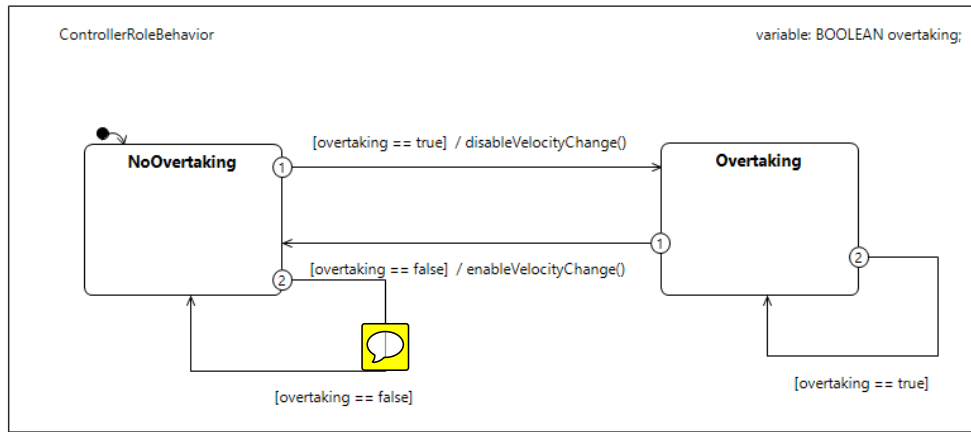 ControllerRoleBehavior
variable: BOOLEAN overtaking;
[overtaking == true] / disableVelocityChange()
NoOvertaking
1
Overtaking
1
[overtaking == false] / enableVelocityChange()
2
2
[overtaking == true]
[overtaking == false]